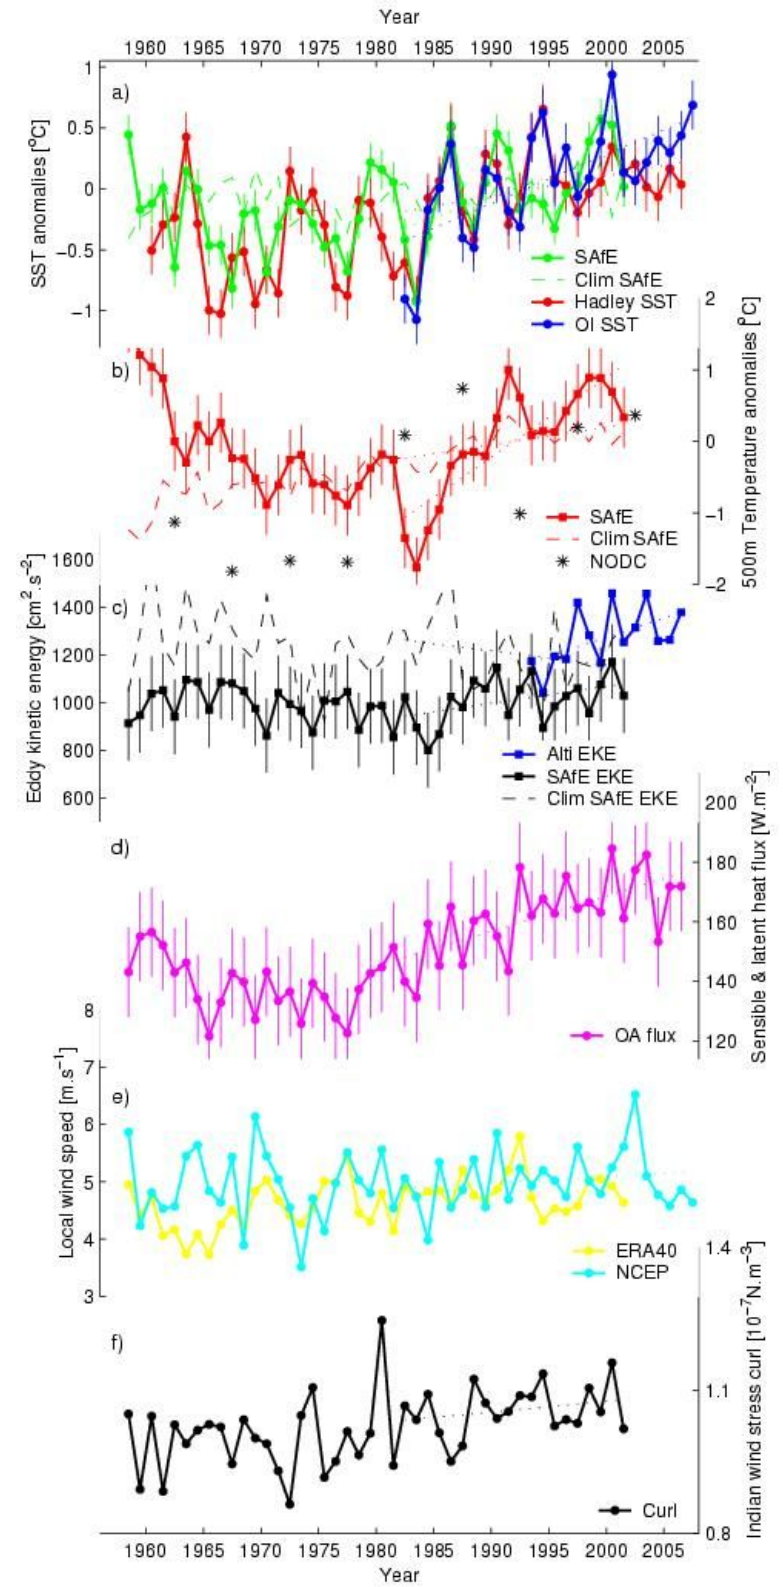 Year
1960 1965 1970 1975 1980 1985 1990 1995 2000 2005
a)
SST anomalies [°C]
1
0.5
0
−0.5
−1
SAfE
Clim SAfE
Hadley SST
OI SST
b)
500m Temperature anomalies [°C]
2
1
0
−1
−2
SAfE
Clim SAfE
NODC
c)
Eddy kinetic energy [cm².s⁻²]
1600
1400
1200
1000
800
600
Alti EKE
SAfE EKE
Clim SAfE EKE
d)
Sensible & latent heat flux [W.m⁻²]
200
180
160
140
120
OA flux
e)
Local wind speed [m.s⁻¹]
8
7
6
5
4
3
ERA40
NCEP
f)
Indian wind stress curl [10⁻⁷N.m⁻³]
1.4
1.1
0.8
Curl
1960 1965 1970 1975 1980 1985 1990 1995 2000 2005
Year